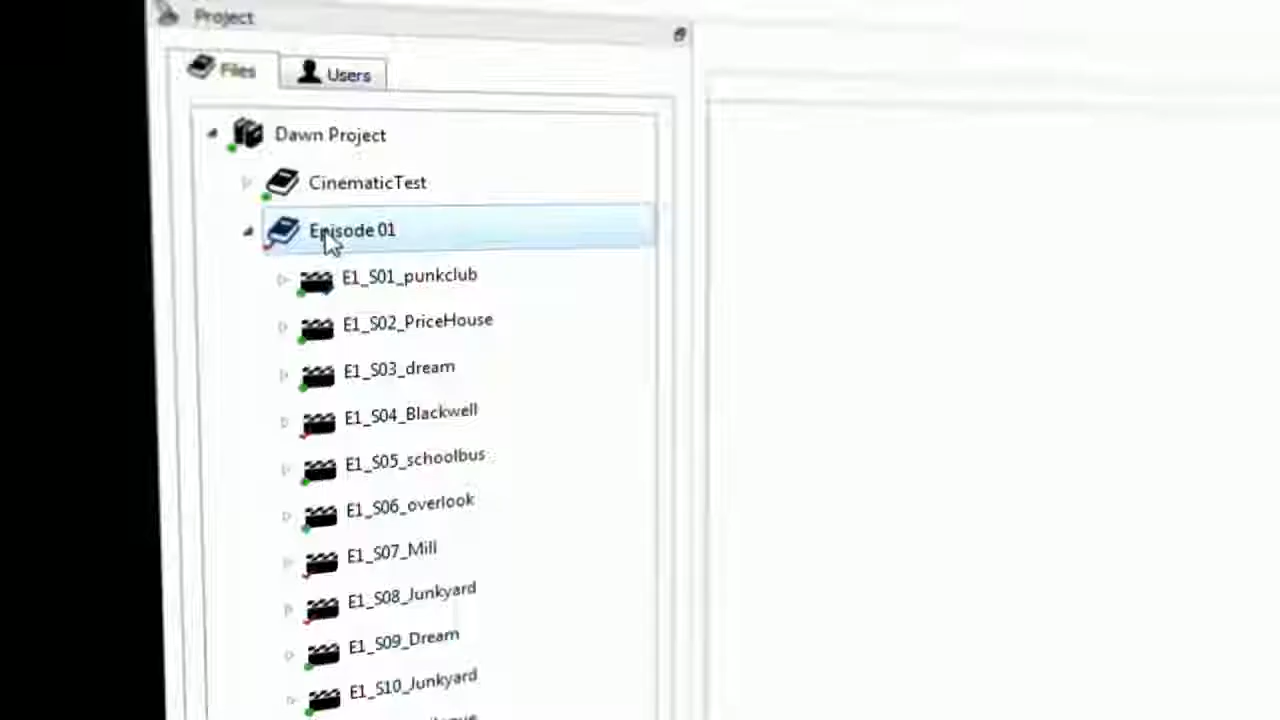 Project
Files
Users
Dawn Project
CinematicTest
Episode 01
E1_S01_punkclub
E1_S02_PriceHouse
E1_S03_dream
E1_S04_Blackwell
E1_S05_schoolbus
E1_S06_overlook
E1_S07_Mill
E1_S08_Junkyard
E1_S09_Dream
E1_S10_Junkyard